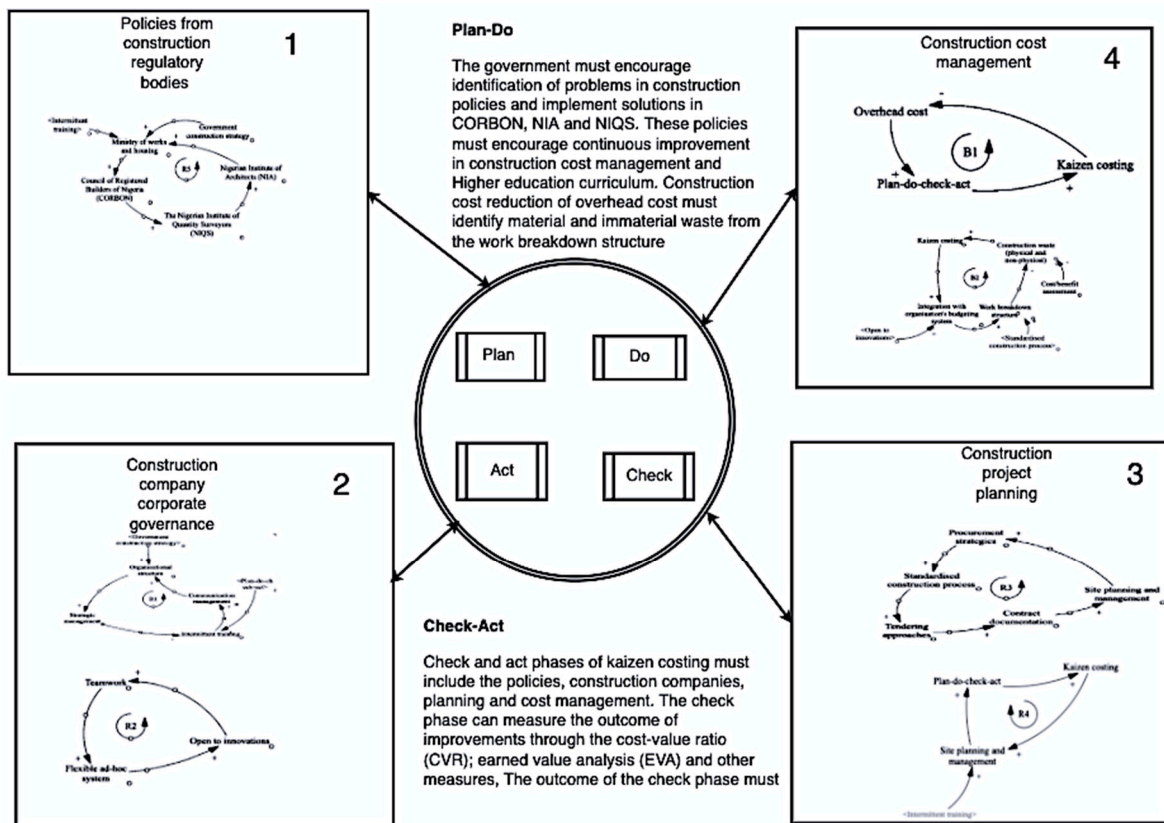 Policies from
construction
regulatory
bodies
1
<Intermittent
training>
Government
construction strategy
Ministry of works
and housing
R5
Nigerian Institute of
Architects (NIA)
Council of Registered
Builders of Nigeria
(CORBON)
The Nigerian Institute of
Quantity Surveyors
(NIQS)
Plan-Do
The government must encourage
identification of problems in construction
policies and implement solutions in
CORBON, NIA and NIQS. These policies
must encourage continuous improvement
in construction cost management and
Higher education curriculum. Construction
cost reduction of overhead cost must
identify material and immaterial waste from
the work breakdown structure
Construction cost
management
4
Overhead cost
B1
Kaizen costing
Plan-do-check-act
Kaizen costing
Construction waste
(physical and
non-physical)
B2
Cost/benefit
assessment
Integration with
organisation's budgeting
system
Work breakdown
structure
<Open to
innovations>
<Standardised
construction process>
Plan
Do
Act
Check
Construction
company
corporate
governance
2
<Government
construction strategy>
Organizational
structure
<Plan-do-ch
eck-act>
R1
Communication
management
Strategic
management
Intermittent training
Teamwork
R2
Open to innovations
Flexible ad-hoc
system
Check-Act
Check and act phases of kaizen costing must
include the policies, construction companies,
planning and cost management. The check
phase can measure the outcome of
improvements through the cost-value ratio
(CVR); earned value analysis (EVA) and other
measures, The outcome of the check phase must
Construction
project
planning
3
Procurement
strategies
Standardised
construction process
R3
Site planning and
management
Contract
documentation
Tendering
approaches
Kaizen costing
Plan-do-check-act
R4
Site planning and
management
<Intermittent training>